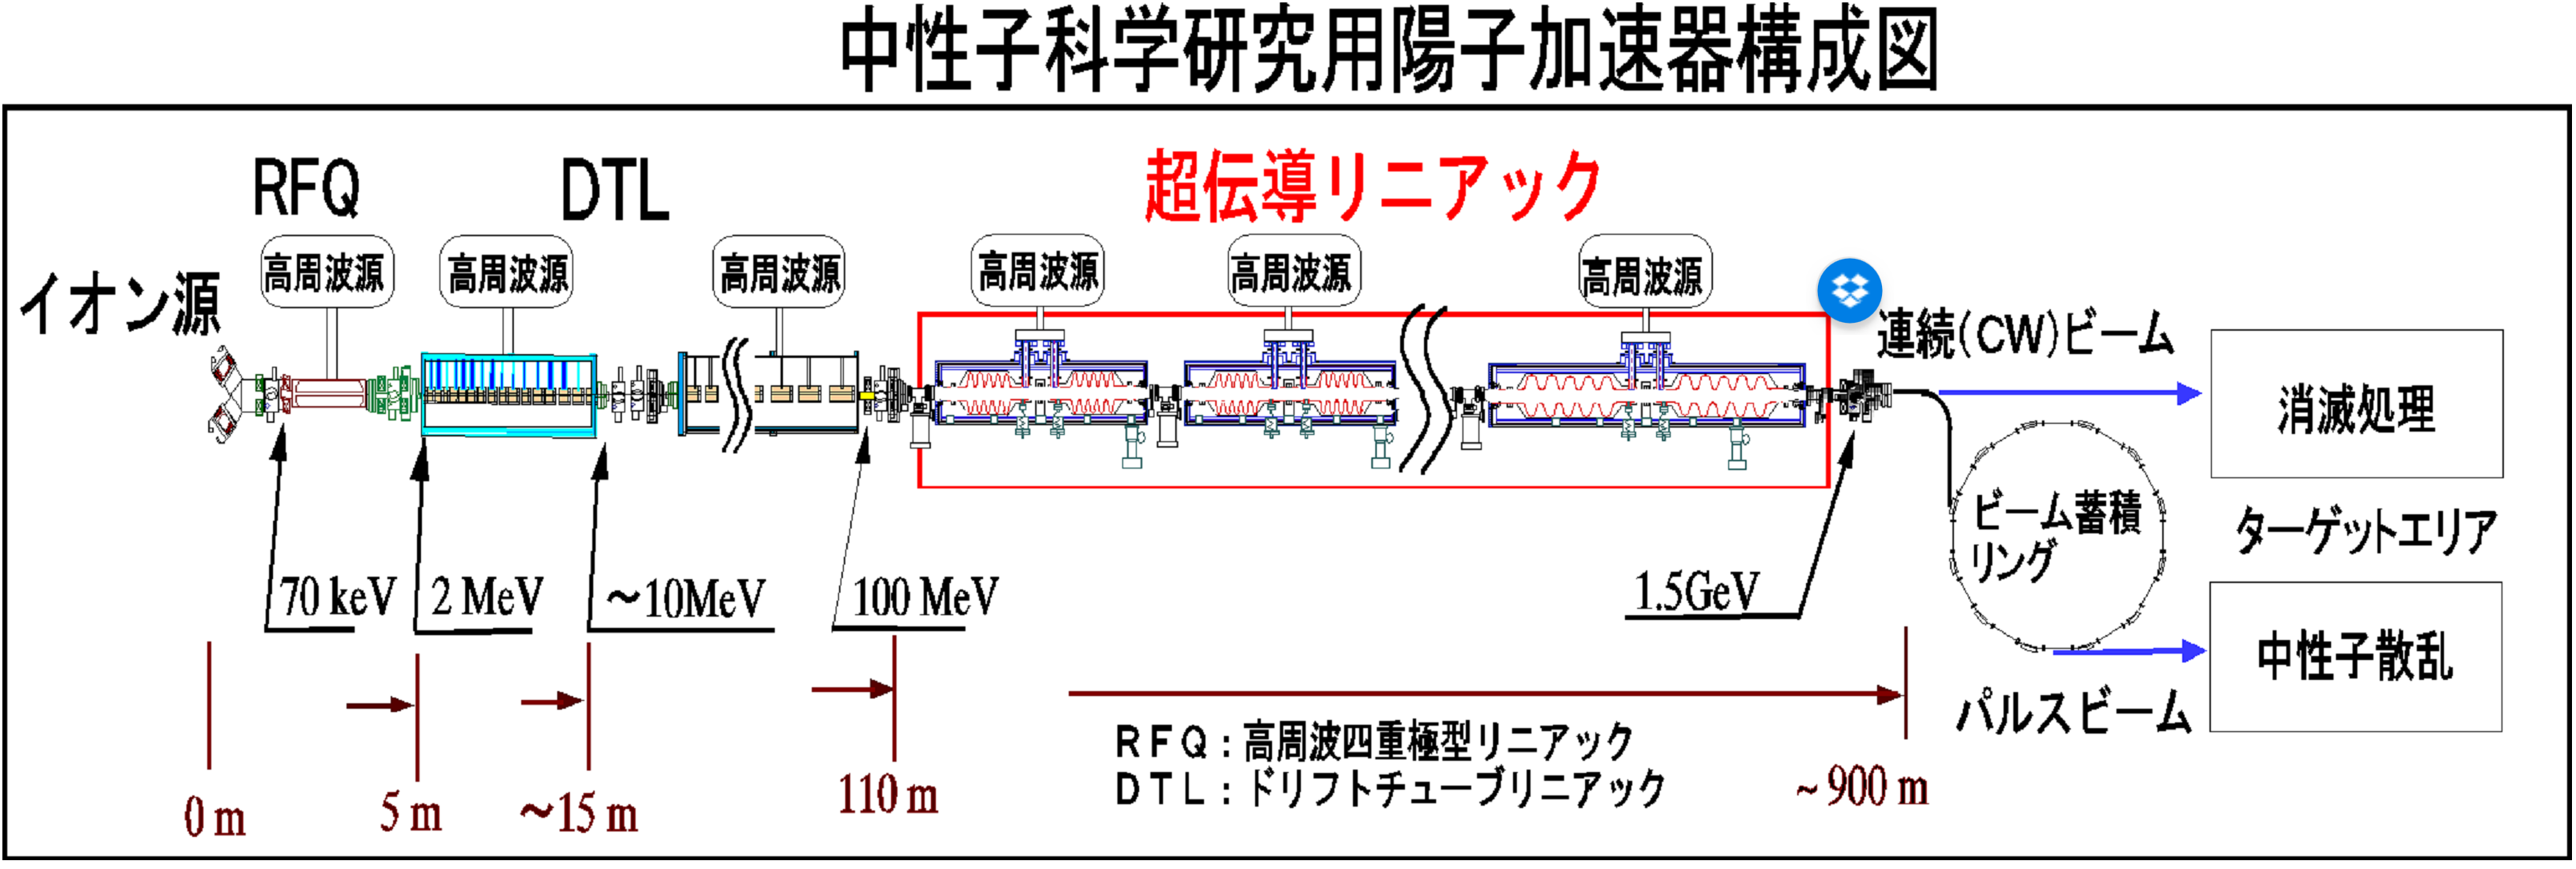 中性子科学研究用陽子加速器構成図
RFQ
DTL
超伝導リニアック
イオン源
高周波源
高周波源
高周波源
高周波源
高周波源
高周波源
連続(CW)ビーム
消滅処理
ターゲットエリア
ビーム蓄積
リング
中性子散乱
パルスビーム
70 keV
2 MeV
～10MeV
100 MeV
1.5GeV
RFQ：高周波四重極型リニアック
DTL：ドリフトチューブリニアック
0 m
5 m
～15 m
110 m
~ 900 m